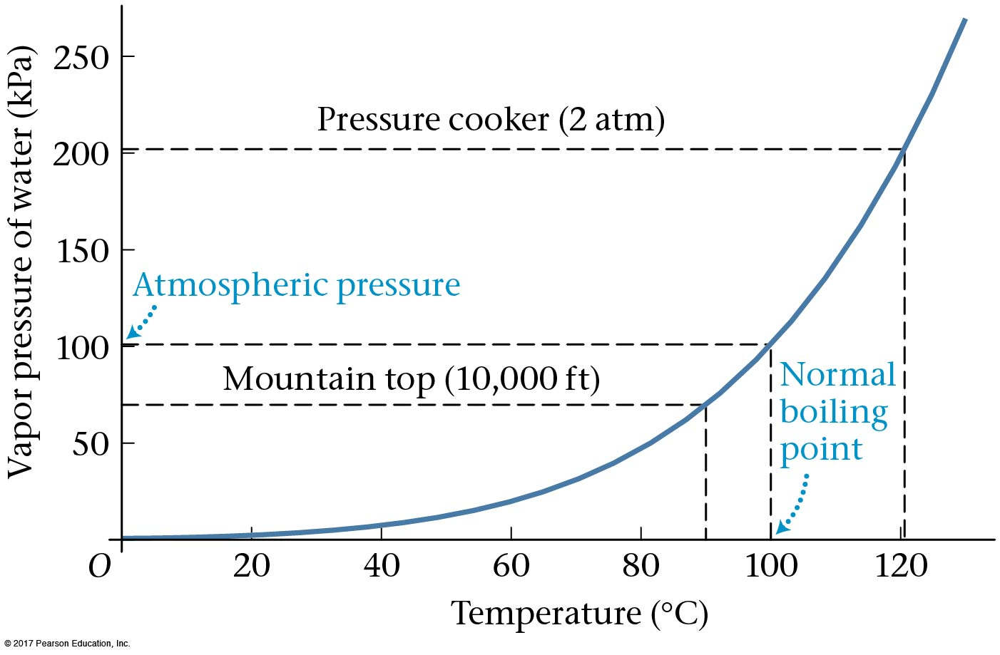 Vapor pressure of water (kPa)
250
200
150
100
50
Pressure cooker (2 atm)
Atmospheric pressure
Mountain top (10,000 ft)
Normal
boiling
point
O
20
40
60
80
100
120
Temperature (°C)
© 2017 Pearson Education, Inc.